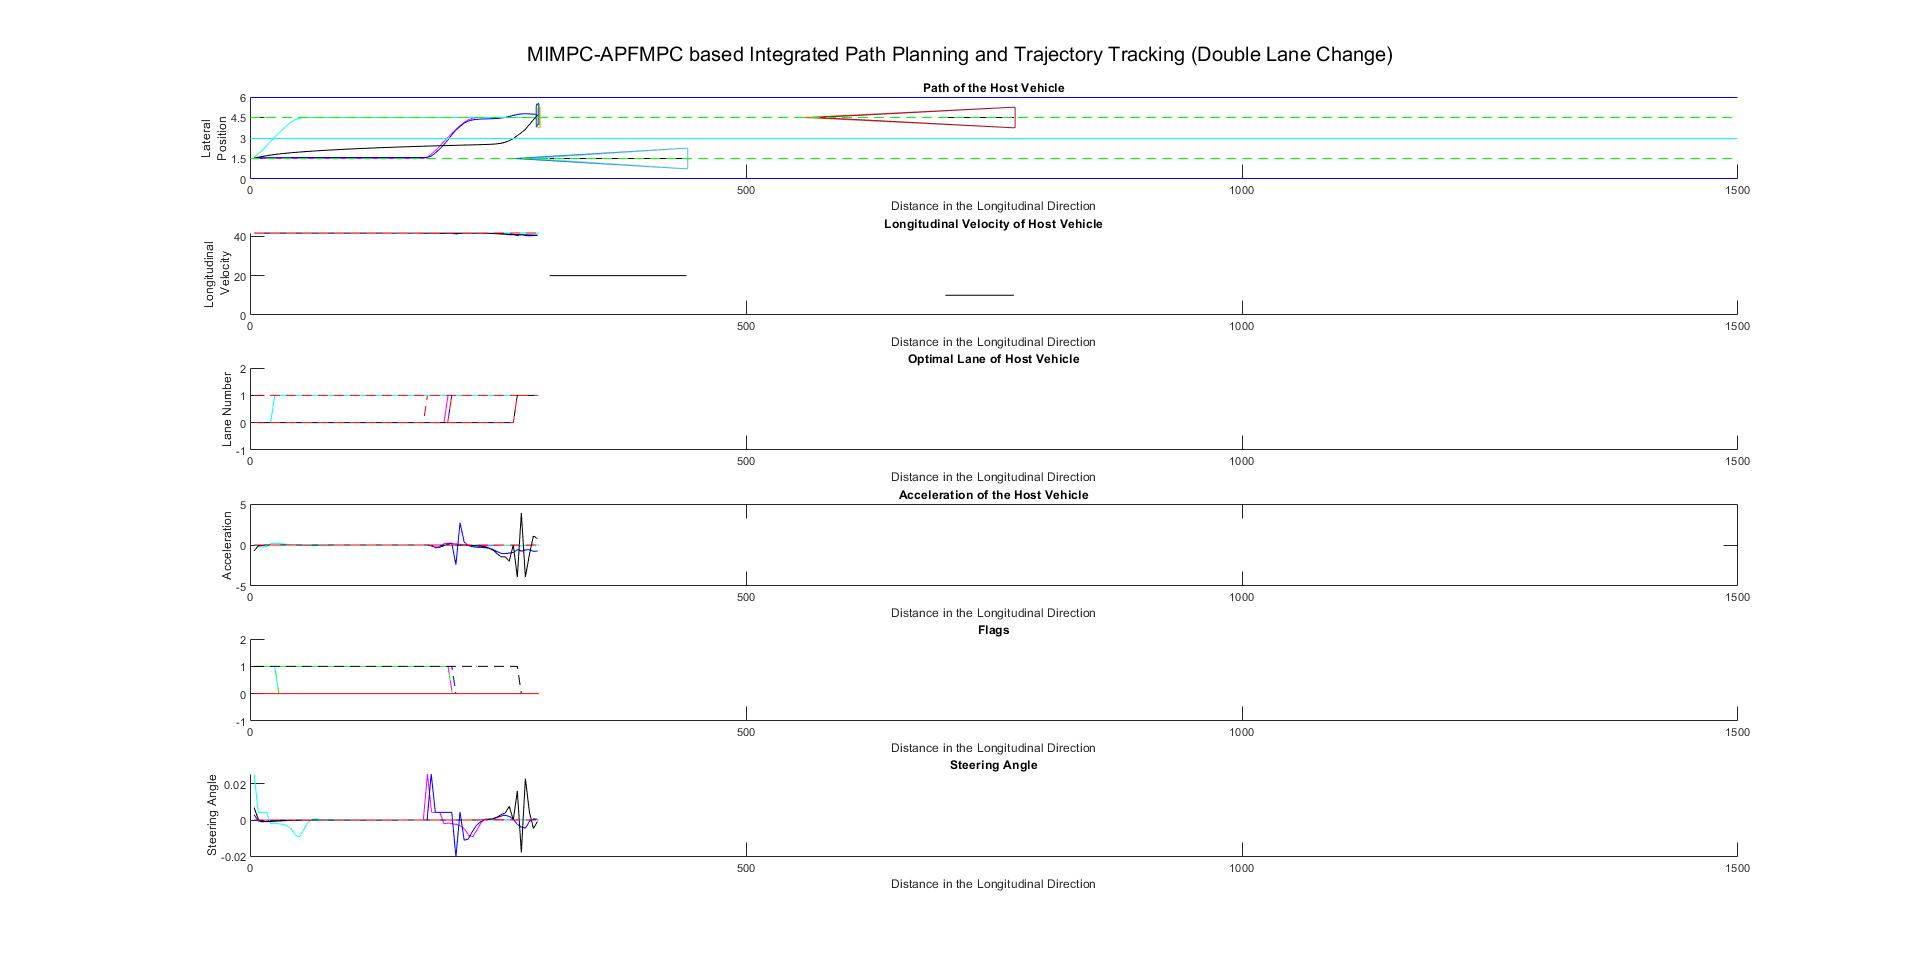 MIMPC-APFMPC based Integrated Path Planning and Trajectory Tracking (Double Lane Change)
Path of the Host Vehicle
Lateral
Position
6
4.5
3
1.5
0
0 500 1000 1500
Distance in the Longitudinal Direction
Longitudinal Velocity of Host Vehicle
Longitudinal
Velocity
40
20
0
0 500 1000 1500
Distance in the Longitudinal Direction
Optimal Lane of Host Vehicle
Lane Number
2
1
0
-1
0 500 1000 1500
Distance in the Longitudinal Direction
Acceleration of the Host Vehicle
Acceleration
5
0
-5
0 500 1000 1500
Distance in the Longitudinal Direction
Flags
2
1
0
-1
0 500 1000 1500
Distance in the Longitudinal Direction
Steering Angle
Steering Angle
0.02
0
-0.02
0 500 1000 1500
Distance in the Longitudinal Direction